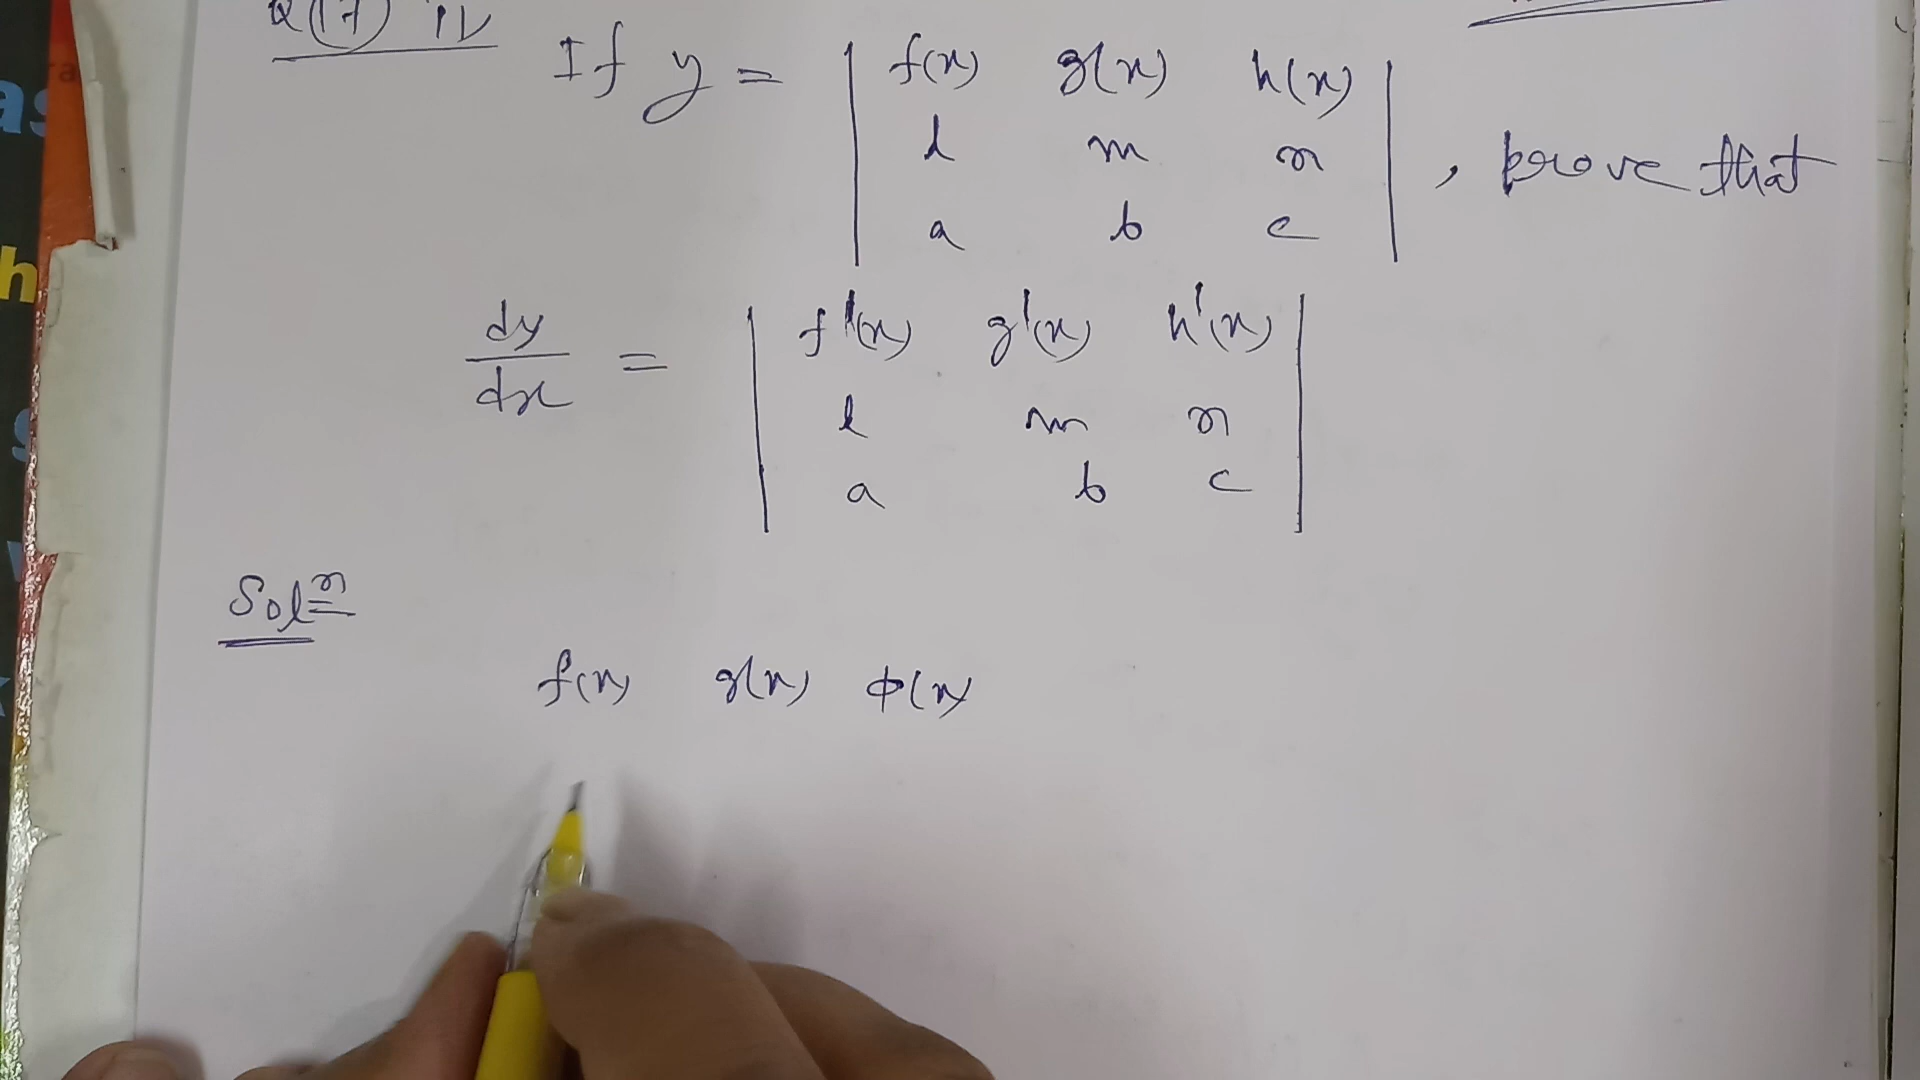 Q(17) IV
If y = | f(x) g(x) h(x) |
| l m n | , prove that
| a b c |
dy/dx = | f'(x) g'(x) h'(x) |
| l m n |
| a b c |
Solⁿ
f(x) g(x) φ(x)